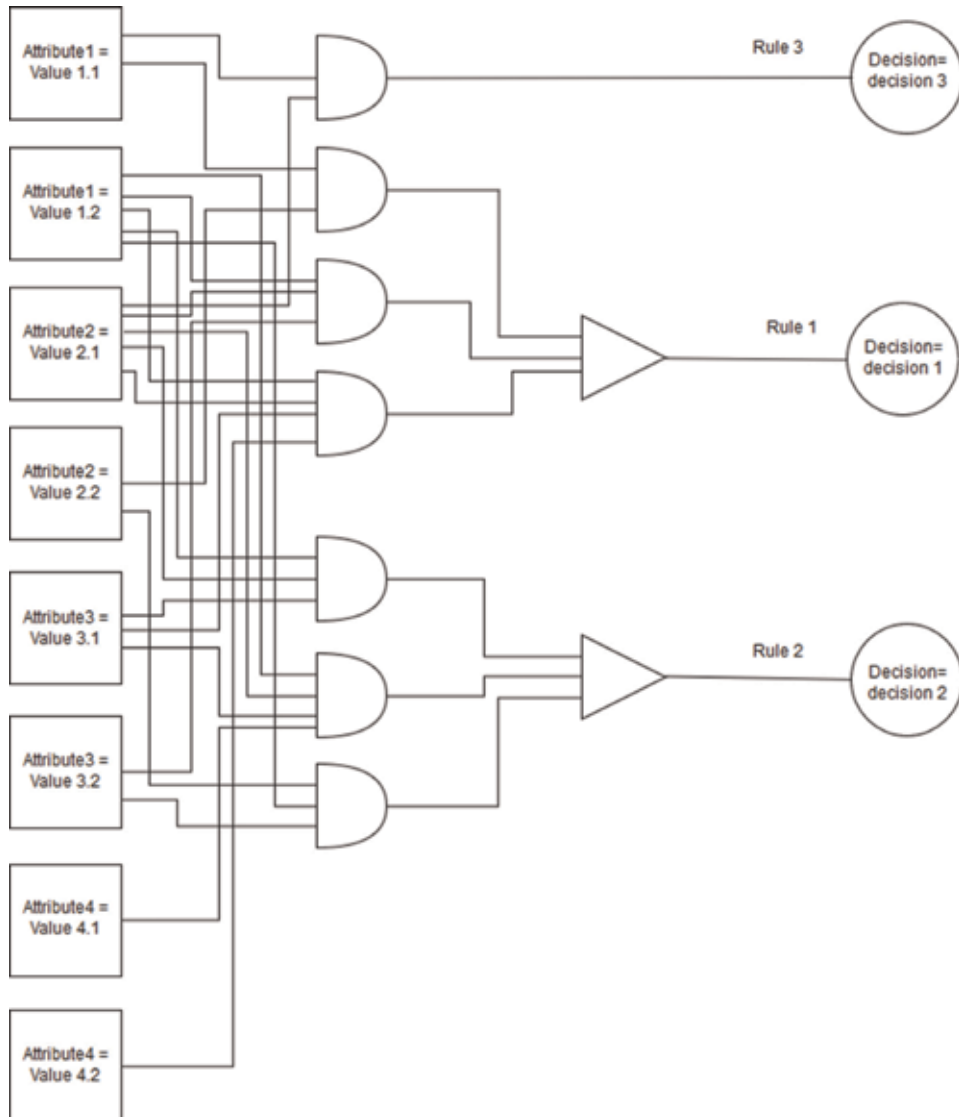 Attribute1 =
Value 1.1
Rule 3
Decision=
decision 3
Attribute1 =
Value 1.2
Attribute2 =
Value 2.1
Rule 1
Decision=
decision 1
Attribute2 =
Value 2.2
Attribute3 =
Value 3.1
Rule 2
Decision=
decision 2
Attribute3 =
Value 3.2
Attribute4 =
Value 4.1
Attribute4 =
Value 4.2